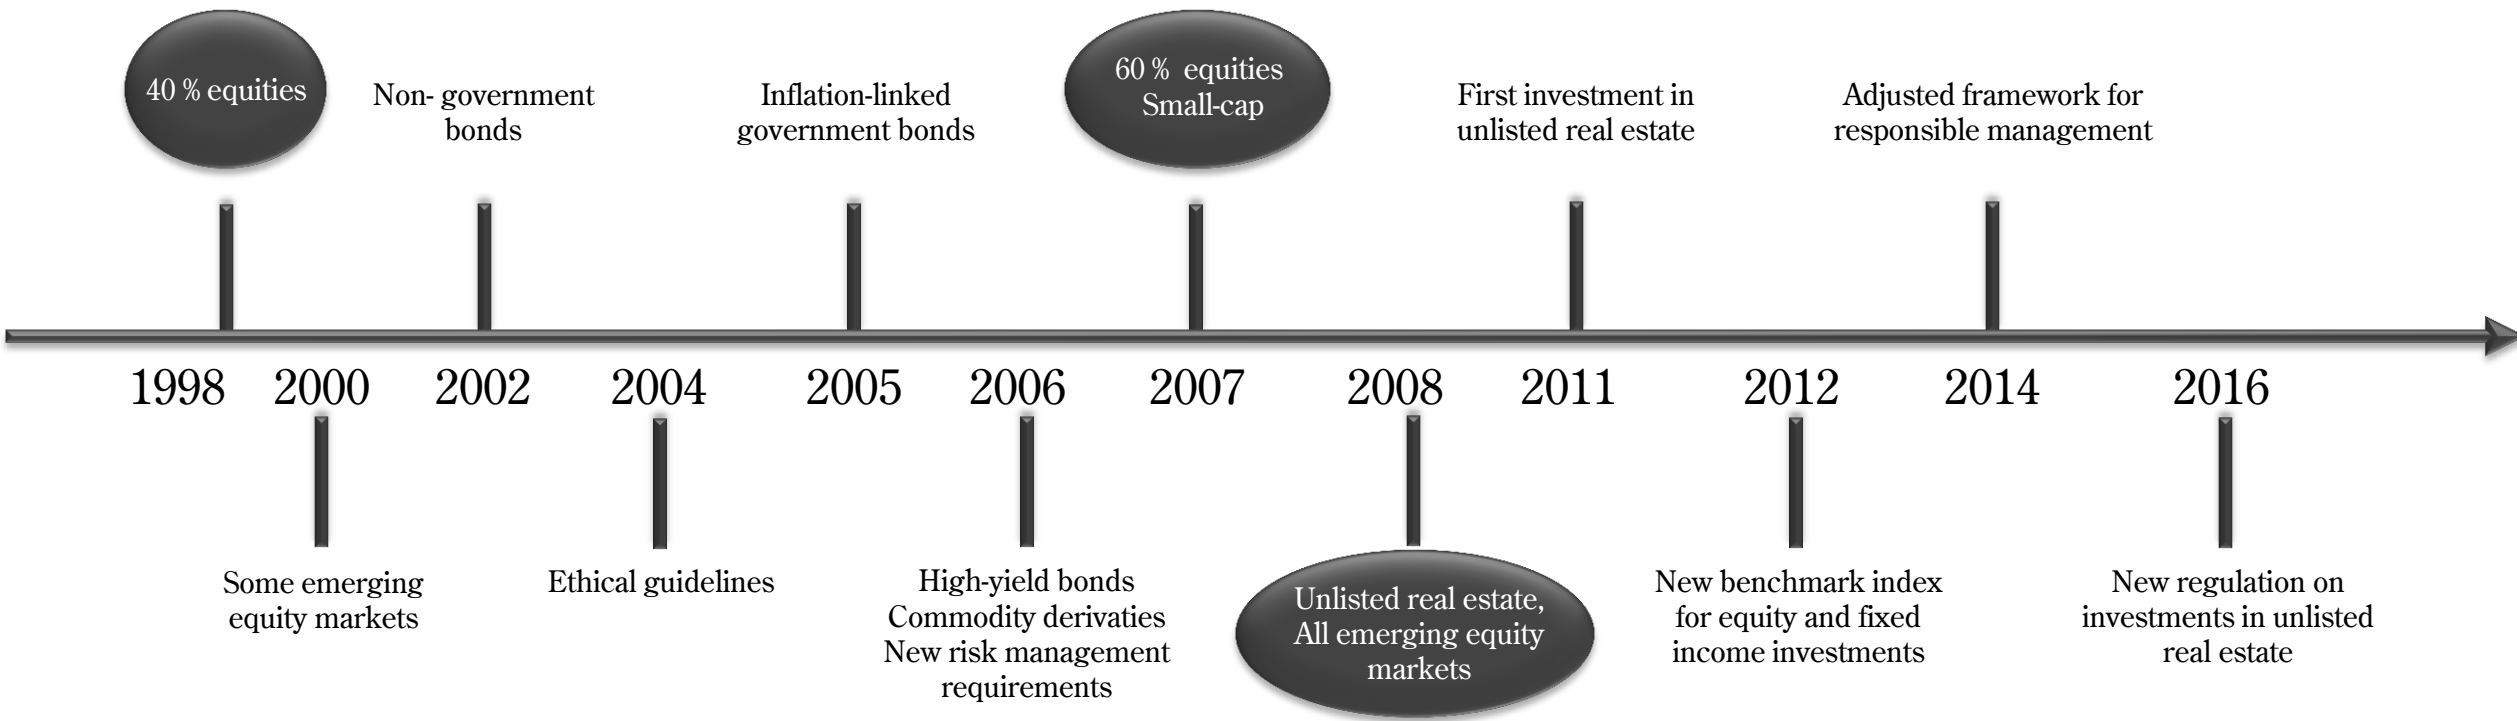 40 % equities
Non- government
bonds
Inflation-linked
government bonds
60 % equities
Small-cap
First investment in
unlisted real estate
Adjusted framework for
responsible management
1998 2000 2002 2004 2005 2006 2007 2008 2011 2012 2014 2016
Some emerging
equity markets
Ethical guidelines
High-yield bonds
Commodity derivaties
New risk management
requirements
Unlisted real estate,
All emerging equity
markets
New benchmark index
for equity and fixed
income investments
New regulation on
investments in unlisted
real estate